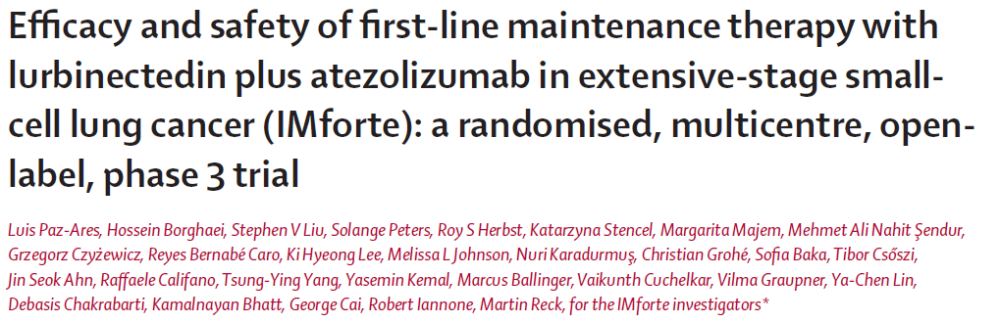 Efficacy and safety of first-line maintenance therapy with
lurbinectedin plus atezolizumab in extensive-stage small-
cell lung cancer (IMforte): a randomised, multicentre, open-
label, phase 3 trial
Luis Paz-Ares, Hossein Borghaei, Stephen V Liu, Solange Peters, Roy S Herbst, Katarzyna Stencel, Margarita Majem, Mehmet Ali Nahit Şendur,
Grzegorz Czyżewicz, Reyes Bernabé Caro, Ki Hyeong Lee, Melissa L Johnson, Nuri Karadurmuş, Christian Grohé, Sofia Baka, Tibor Csőszi,
Jin Seok Ahn, Raffaele Califano, Tsung-Ying Yang, Yasemin Kemal, Marcus Ballinger, Vaikunth Cuchelkar, Vilma Graupner, Ya-Chen Lin,
Debasis Chakrabarti, Kamalnayan Bhatt, George Cai, Robert Iannone, Martin Reck, for the IMforte investigators*